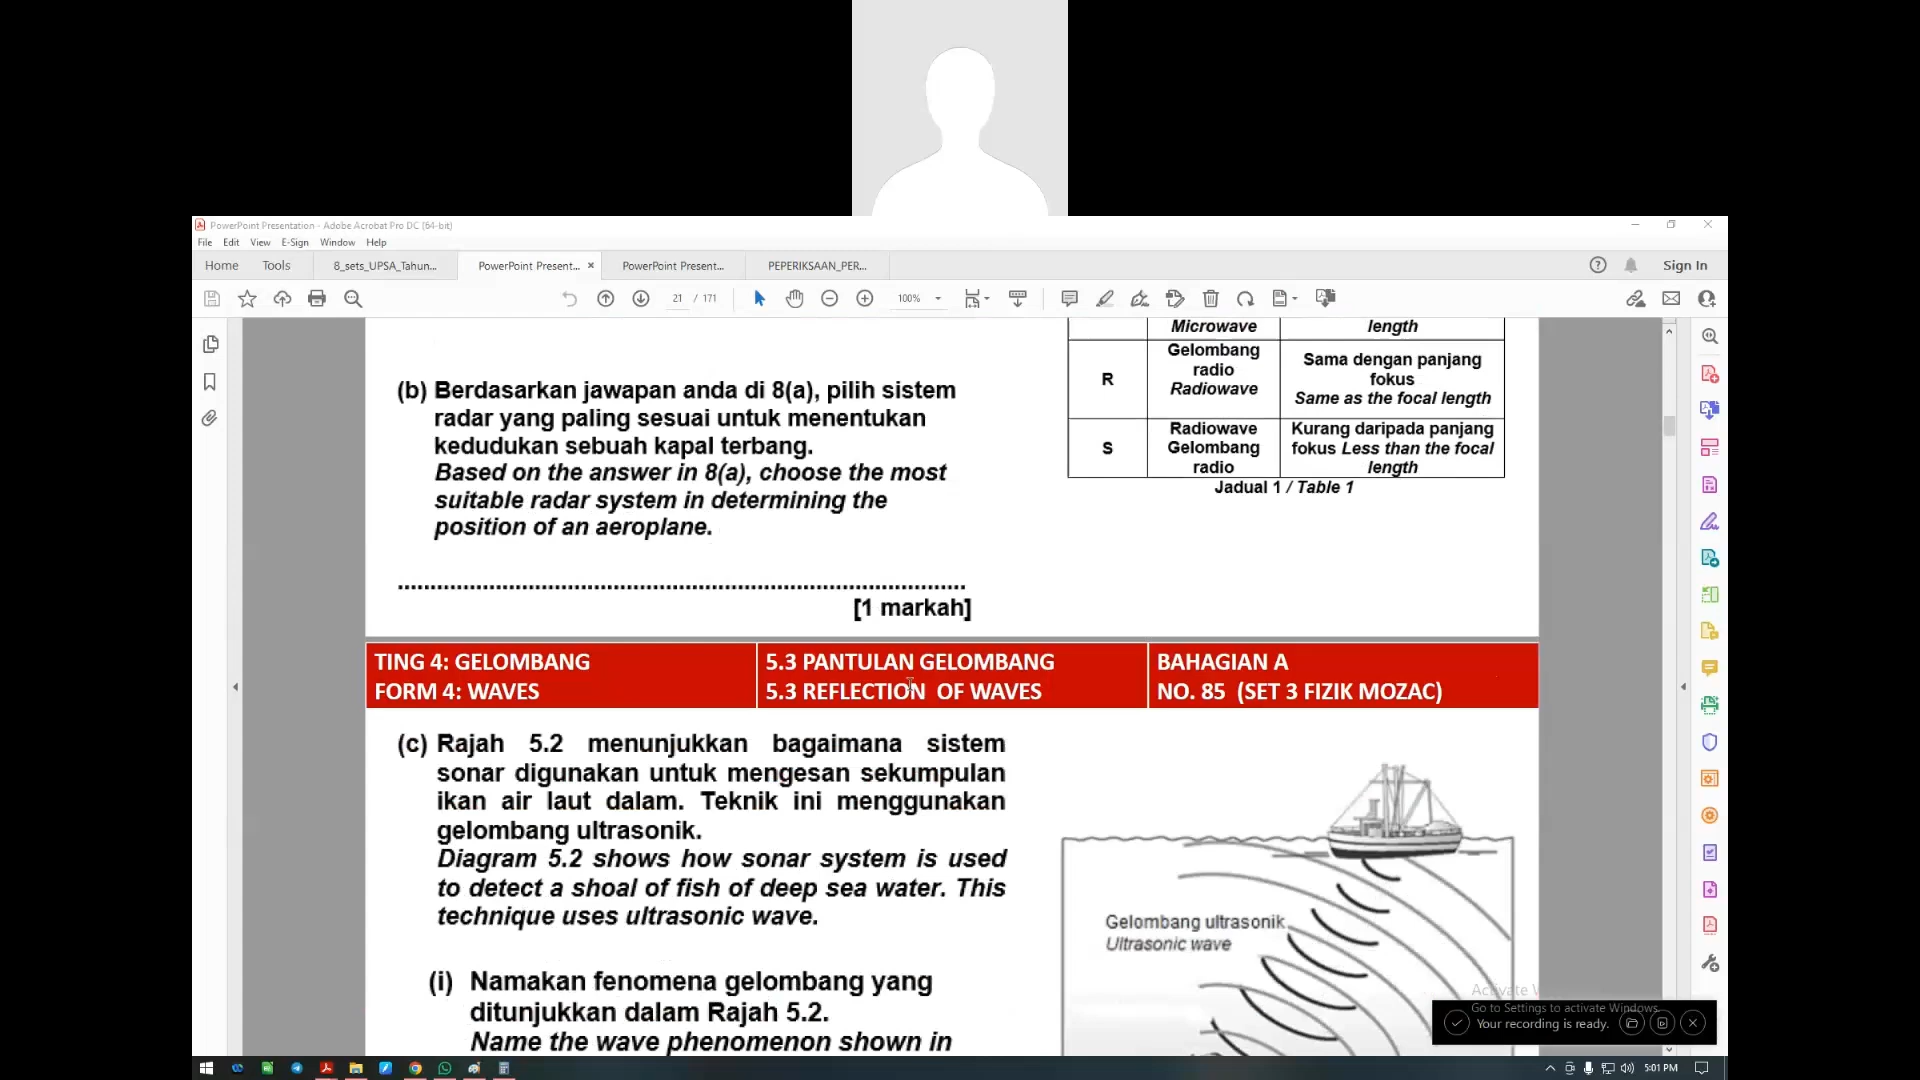 PowerPoint Presentation - Adobe Acrobat Pro DC (64-bit)
File Edit View E-Sign Window Help
Home Tools 8_sets_UPSA_Tahun... PowerPoint Present... × PowerPoint Present... PEPERIKSAAN_PER... Sign In
21 / 171 100%
Microwave length
R Gelombang radio Radiowave Sama dengan panjang fokus Same as the focal length
S Radiowave Gelombang radio Kurang daripada panjang fokus Less than the focal length
Jadual 1 / Table 1
(b) Berdasarkan jawapan anda di 8(a), pilih sistem
radar yang paling sesuai untuk menentukan
kedudukan sebuah kapal terbang.
Based on the answer in 8(a), choose the most
suitable radar system in determining the
position of an aeroplane.
......................................................................................
[1 markah]
TING 4: GELOMBANG
FORM 4: WAVES
5.3 PANTULAN GELOMBANG
5.3 REFLECTION OF WAVES
BAHAGIAN A
NO. 85 (SET 3 FIZIK MOZAC)
(c) Rajah 5.2 menunjukkan bagaimana sistem
sonar digunakan untuk mengesan sekumpulan
ikan air laut dalam. Teknik ini menggunakan
gelombang ultrasonik.
Diagram 5.2 shows how sonar system is used
to detect a shoal of fish of deep sea water. This
technique uses ultrasonic wave.
(i) Namakan fenomena gelombang yang
ditunjukkan dalam Rajah 5.2.
Name the wave phenomenon shown in
Gelombang ultrasonik
Ultrasonic wave
Activate W
Go to Settings to activate Windows.
Your recording is ready.
5:01 PM